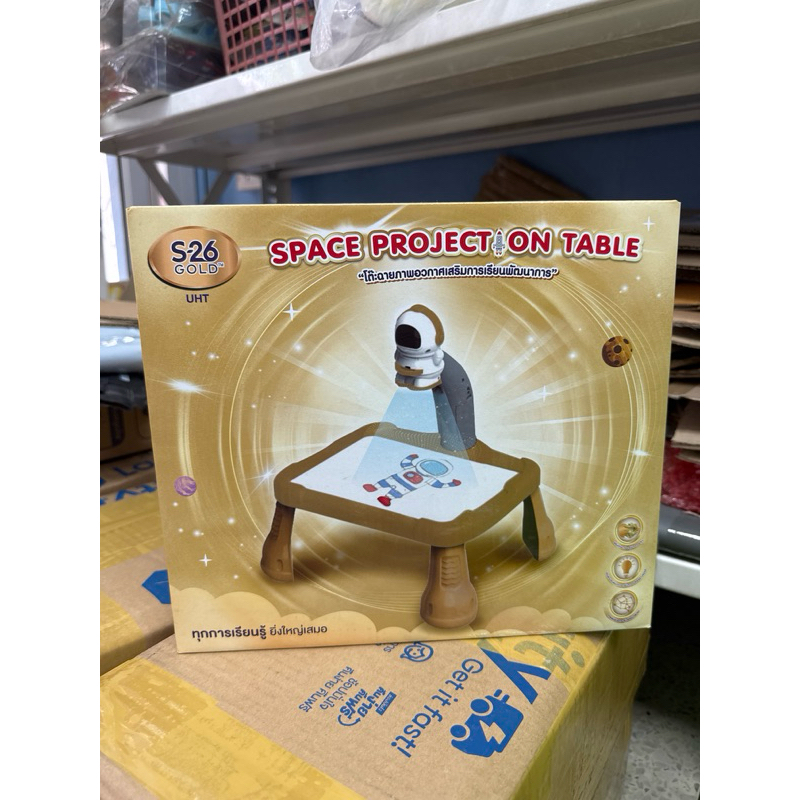 S-26
GOLD™
UHT
SPACE PROJECTION TABLE
“โต๊ะฉายภาพอวกาศเสริมการเรียนพัฒนาการ”
ทุกการเรียนรู้ ยิ่งใหญ่เสมอ
Get it fast!